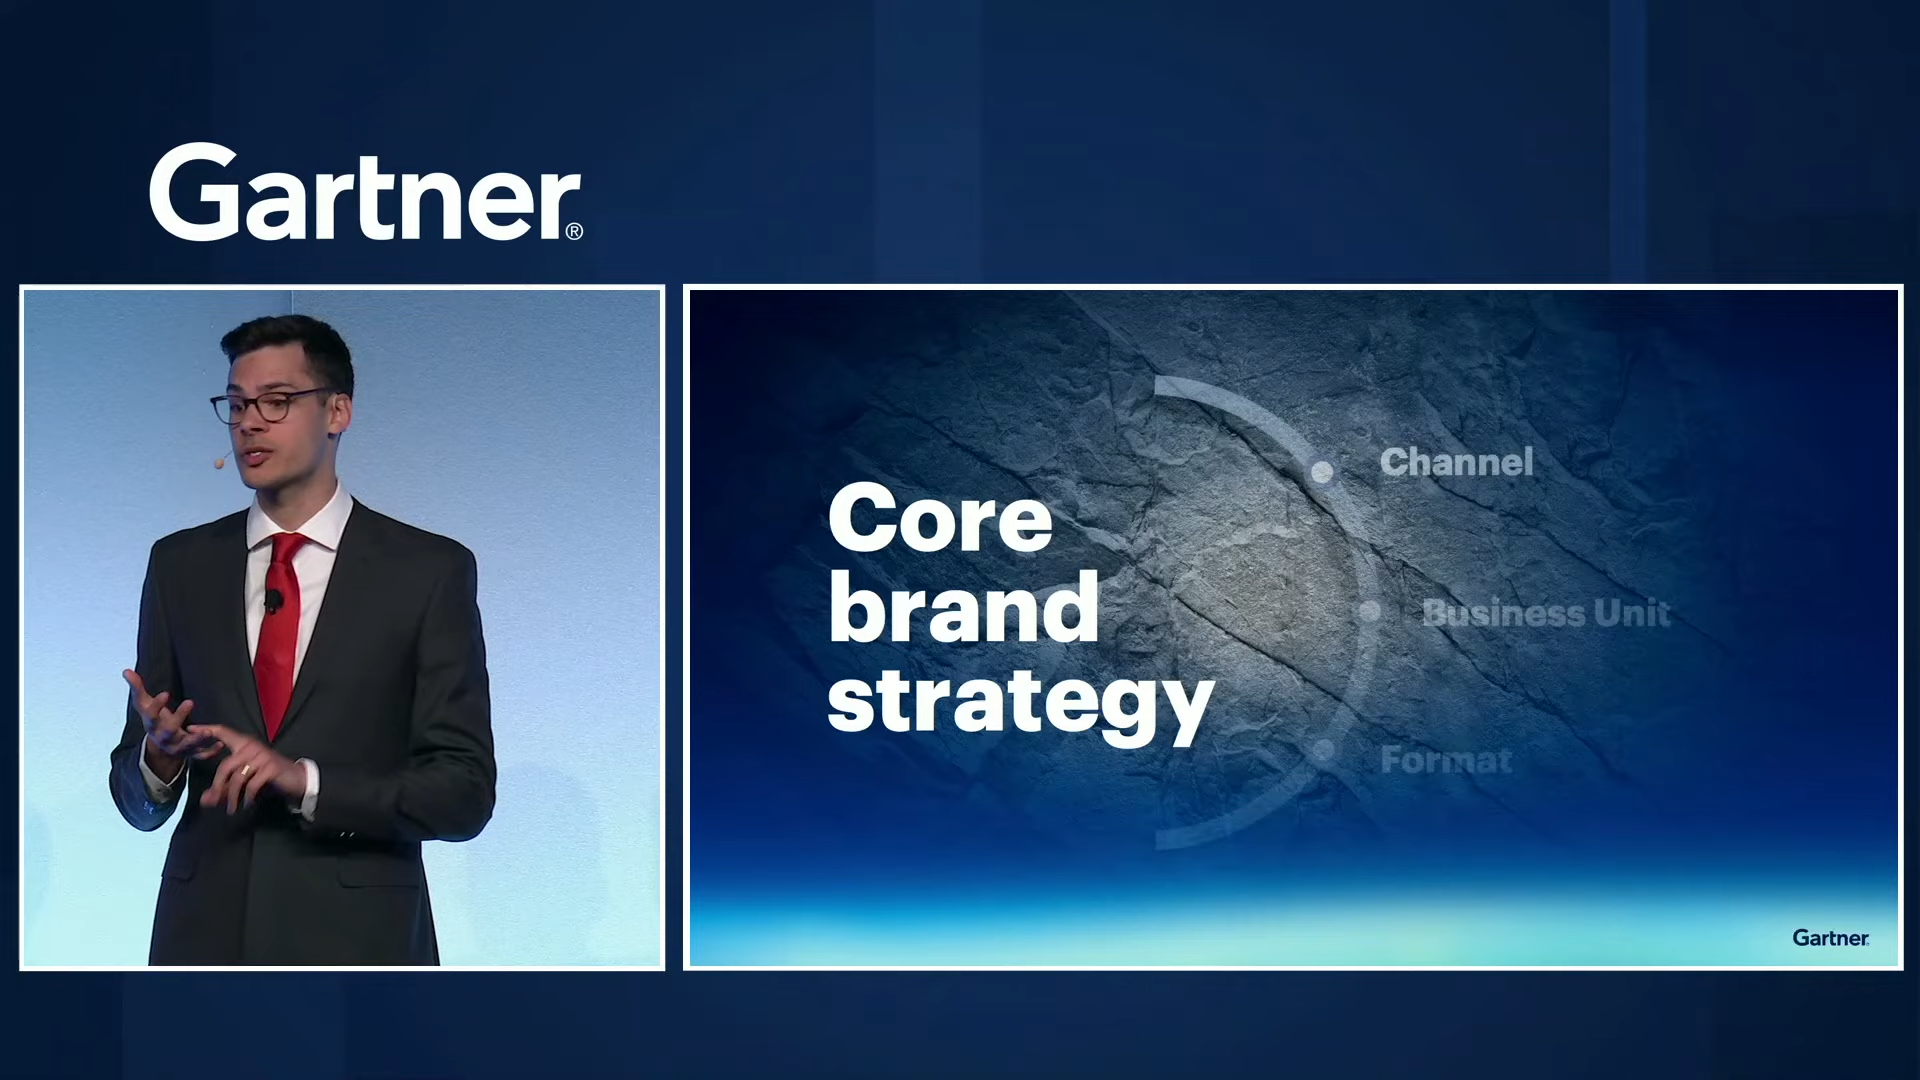 Gartner®
Core
brand
strategy
Channel
Business Unit
Format
Gartner